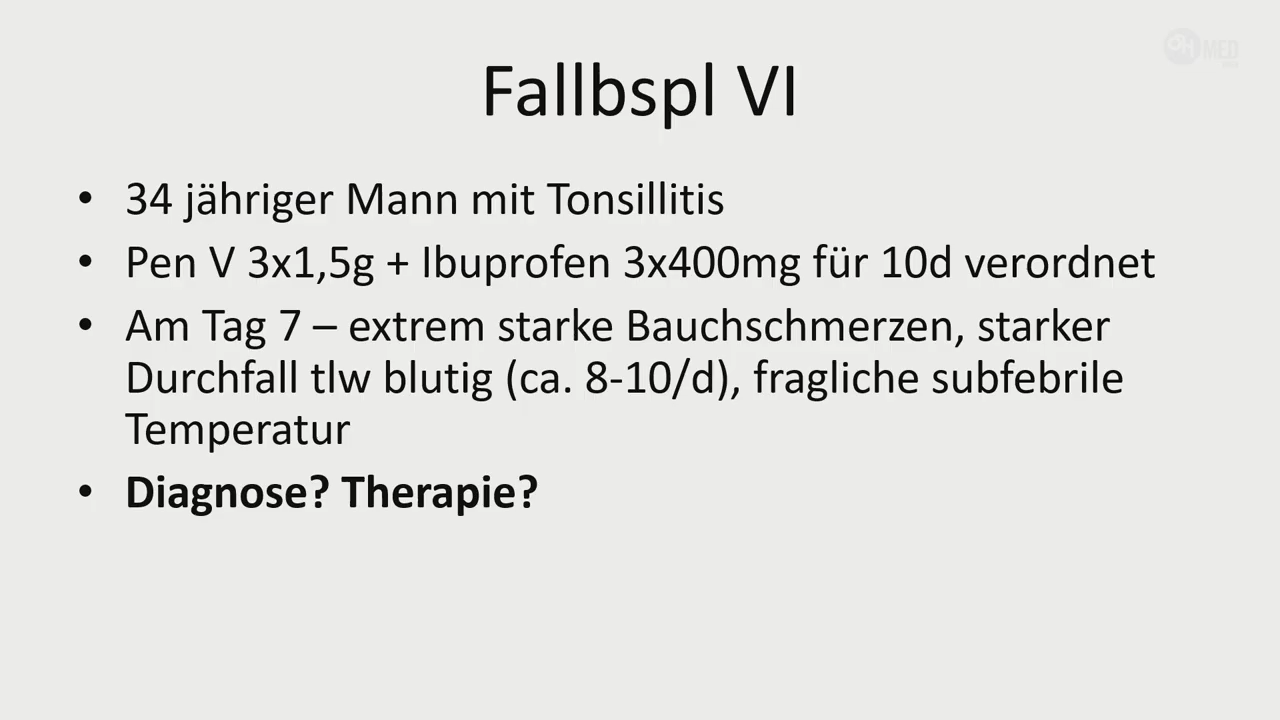 Fallbspl VI
• 34 jähriger Mann mit Tonsillitis
• Pen V 3x1,5g + Ibuprofen 3x400mg für 10d verordnet
• Am Tag 7 – extrem starke Bauchschmerzen, starker
Durchfall tlw blutig (ca. 8-10/d), fragliche subfebrile
Temperatur
• Diagnose? Therapie?
MED